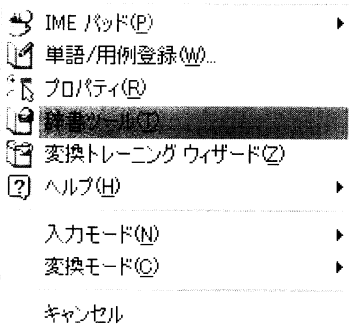 IME パッド(P)
単語/用例登録(W)...
プロパティ(R)
辞書ツール(T)
変換トレーニング ウィザード(Z)
ヘルプ(H)
入力モード(N)
変換モード(C)
キャンセル